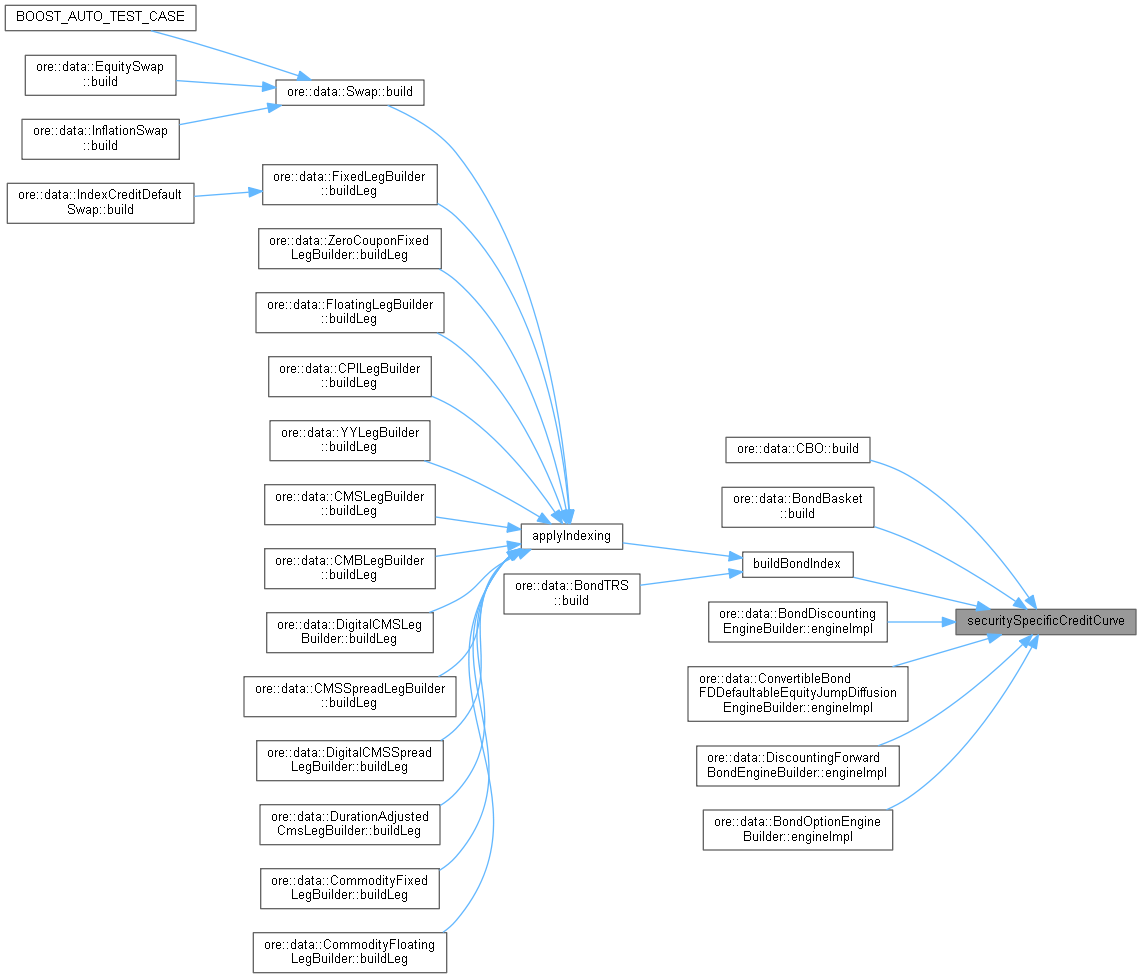 BOOST_AUTO_TEST_CASE
ore::data::EquitySwap
::build
ore::data::Swap::build
ore::data::InflationSwap
::build
ore::data::FixedLegBuilder
::buildLeg
ore::data::IndexCreditDefault
Swap::build
ore::data::ZeroCouponFixed
LegBuilder::buildLeg
ore::data::FloatingLegBuilder
::buildLeg
ore::data::CPILegBuilder
::buildLeg
ore::data::YYLegBuilder
::buildLeg
ore::data::CMSLegBuilder
::buildLeg
ore::data::CMBLegBuilder
::buildLeg
ore::data::DigitalCMSLeg
Builder::buildLeg
ore::data::CMSSpreadLegBuilder
::buildLeg
ore::data::DigitalCMSSpread
LegBuilder::buildLeg
ore::data::DurationAdjusted
CmsLegBuilder::buildLeg
ore::data::CommodityFixed
LegBuilder::buildLeg
ore::data::CommodityFloating
LegBuilder::buildLeg
applyIndexing
ore::data::BondTRS
::build
ore::data::CBO::build
ore::data::BondBasket
::build
buildBondIndex
ore::data::BondDiscounting
EngineBuilder::engineImpl
ore::data::ConvertibleBond
FDDefaultableEquityJumpDiffusion
EngineBuilder::engineImpl
ore::data::DiscountingForward
BondEngineBuilder::engineImpl
ore::data::BondOptionEngine
Builder::engineImpl
securitySpecificCreditCurve